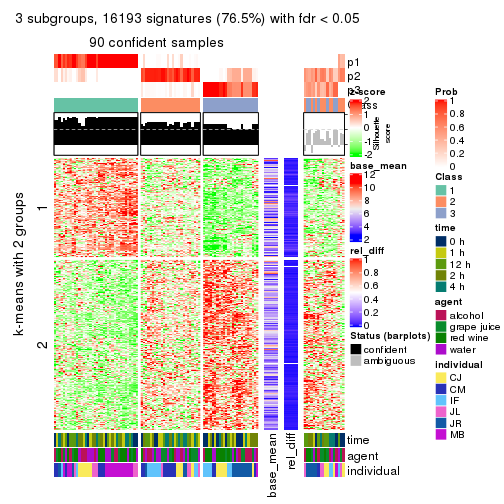 3 subgroups, 16193 signatures (76.5%) with fdr < 0.05
90 confident samples
p1
p2
p3
Class
z-score
2
1
0
-1
-2
Silhouette
score
k-means with 2 groups
1
2
base_mean
12
10
8
6
4
2
rel_diff
1
0.8
0.6
0.4
0.2
0
Status (barplots)
confident
ambiguous
Prob
1
0.8
0.6
0.4
0.2
0
Class
1
2
3
time
0 h
1 h
12 h
2 h
4 h
agent
alcohol
grape juice
red wine
water
individual
CJ
CM
IF
JL
JR
MB
time
agent
individual
base_mean
rel_diff